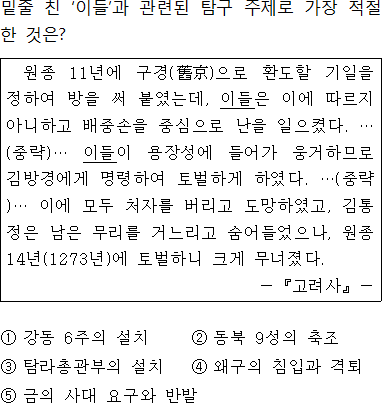 밑줄 친 ‘이들’과 관련된 탐구 주제로 가장 적절
한 것은?
원종 11년에 구경(舊京)으로 환도할 기일을
정하여 방을 써 붙였는데, 이들은 이에 따르지
아니하고 배중손을 중심으로 난을 일으켰다. …
(중략)… 이들이 용장성에 들어가 웅거하므로
김방경에게 명령하여 토벌하게 하였다. …(중략
)… 이에 모두 처자를 버리고 도망하였고, 김통
정은 남은 무리를 거느리고 숨어들었으나, 원종
14년(1273년)에 토벌하니 크게 무너졌다.
- 『고려사』 -
① 강동 6주의 설치 ② 동북 9성의 축조
③ 탐라총관부의 설치 ④ 왜구의 침입과 격퇴
⑤ 금의 사대 요구와 반발